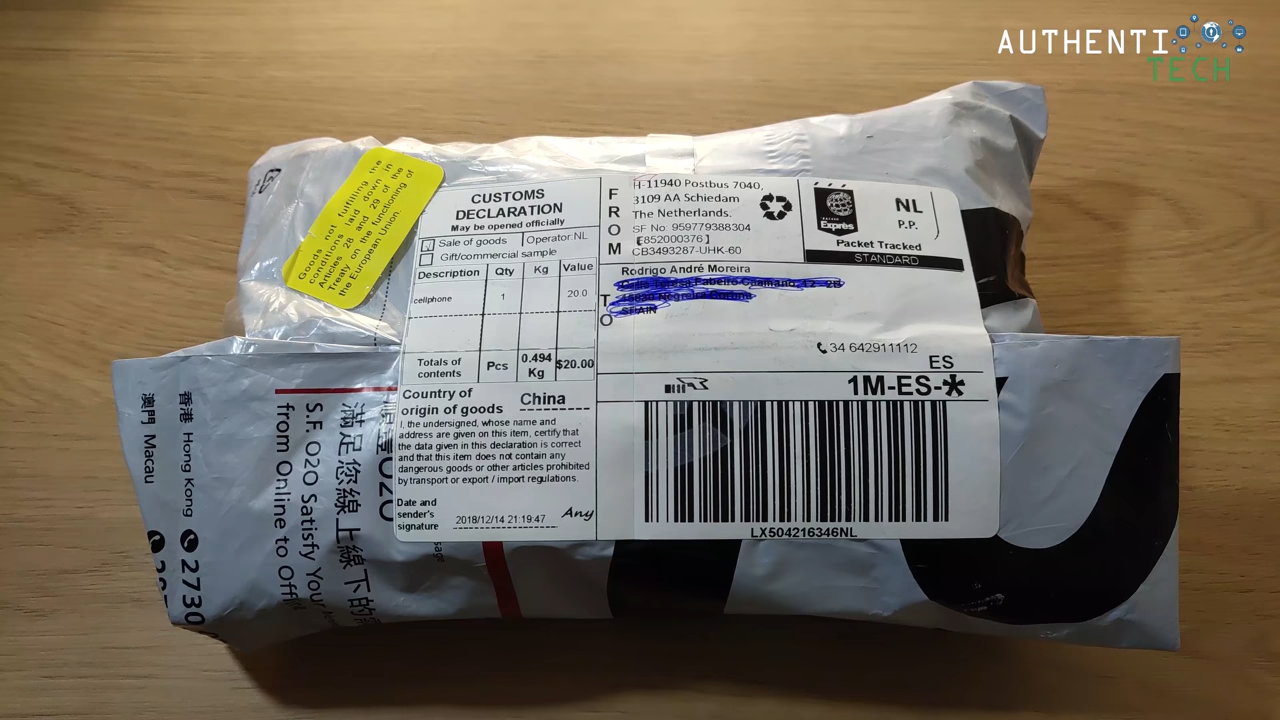 AUTHENTI
TECH
Goods not fulfilling the
conditions laid down in
Articles 28 and 29 of the
Treaty on the functioning of
the European Union.
CUSTOMS
DECLARATION
May be opened officially
Sale of goods Operator:NL
Gift/commercial sample
Description Qty Kg Value
cellphone 1 20.0
Totals of
contents Pcs 0.494 Kg $20.00
Country of
origin of goods China
I, the undersigned, whose name and
address are given on this item, certify that
the data given in this declaration is correct
and that this item does not contain any
dangerous goods or other articles prohibited
by transport or export / import regulations.
Date and
sender's
signature 2018/12/14 21:19:47 Any
FROM
H-11940 Postbus 7040,
3109 AA Schiedam
The Netherlands.
SF No: 959779388304
[852000376]
CB3493287-UHK-60
Exprès
NL
P.P.
Packet Tracked
STANDARD
TO
Rodrigo André Moreira
SPAIN
34 642911112
ES
1M-ES-*
LX504216346NL
澳門 Macau
香港 Hong Kong 2730
S.F. O2O Satisfy Your
from Online to Offli
滿足您線上線下的
O2O